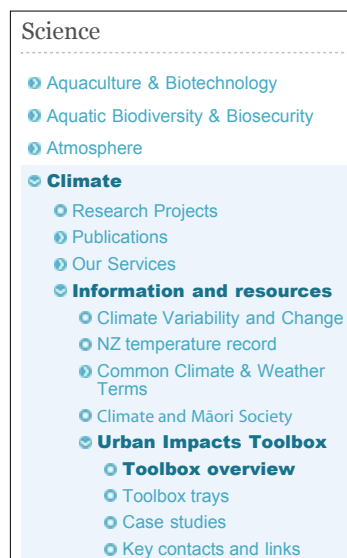 Science
Aquaculture & Biotechnology
Aquatic Biodiversity & Biosecurity
Atmosphere
Climate
Research Projects
Publications
Our Services
Information and resources
Climate Variability and Change
NZ temperature record
Common Climate & Weather
Terms
Climate and Māori Society
Urban Impacts Toolbox
Toolbox overview
Toolbox trays
Case studies
Key contacts and links